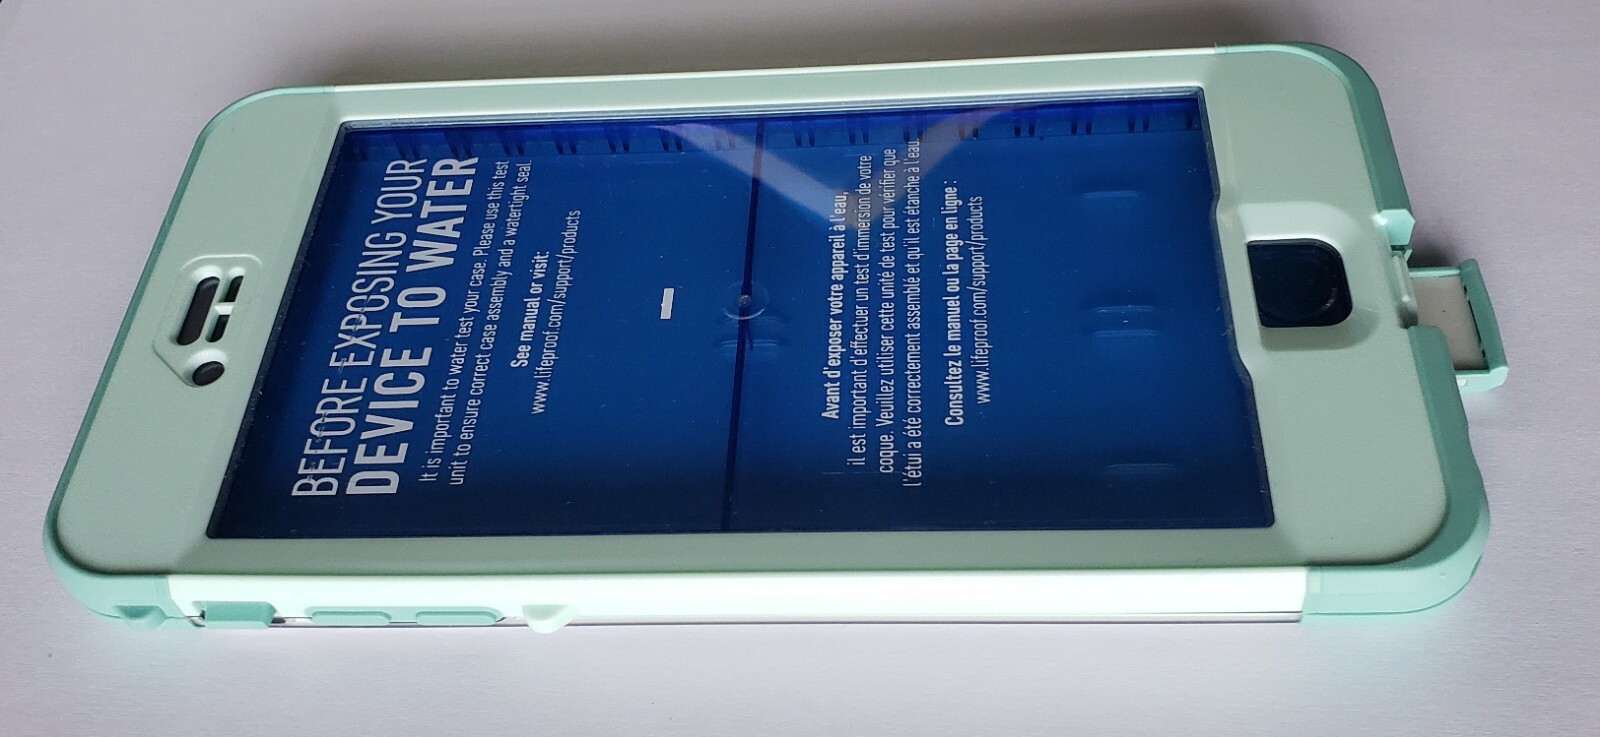 BEFORE EXPOSING YOUR
DEVICE TO WATER
It is important to water test your case. Please use this test
unit to ensure correct case assembly and a watertight seal.
See manual or visit:
www.lifeproof.com/support/products
Avant d'exposer votre appareil à l'eau,
il est important d'effectuer un test d'immersion de votre
coque. Veuillez utiliser cette unité de test pour vérifier que
l'étui a été correctement assemblé et qu'il est étanche à l'eau.
Consultez le manuel ou la page en ligne :
www.lifeproof.com/support/products